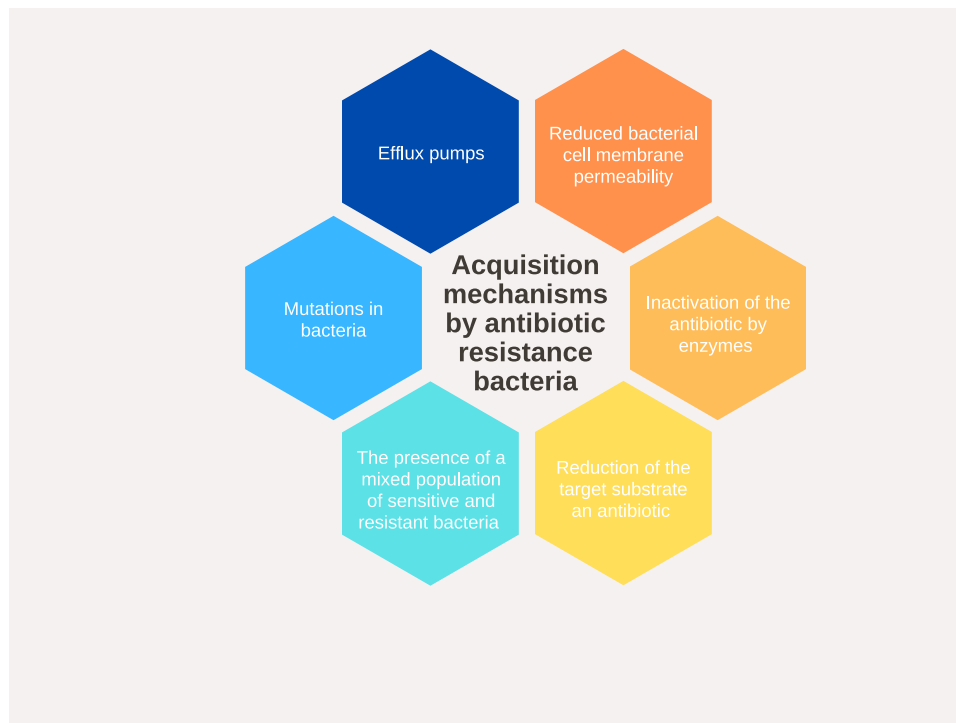 Efflux pumps
Reduced bacterial
cell membrane
permeability
Mutations in
bacteria
Acquisition
mechanisms
by antibiotic
resistance
bacteria
Inactivation of the
antibiotic by
enzymes
The presence of a
mixed population
of sensitive and
resistant bacteria
Reduction of the
target substrate
an antibiotic